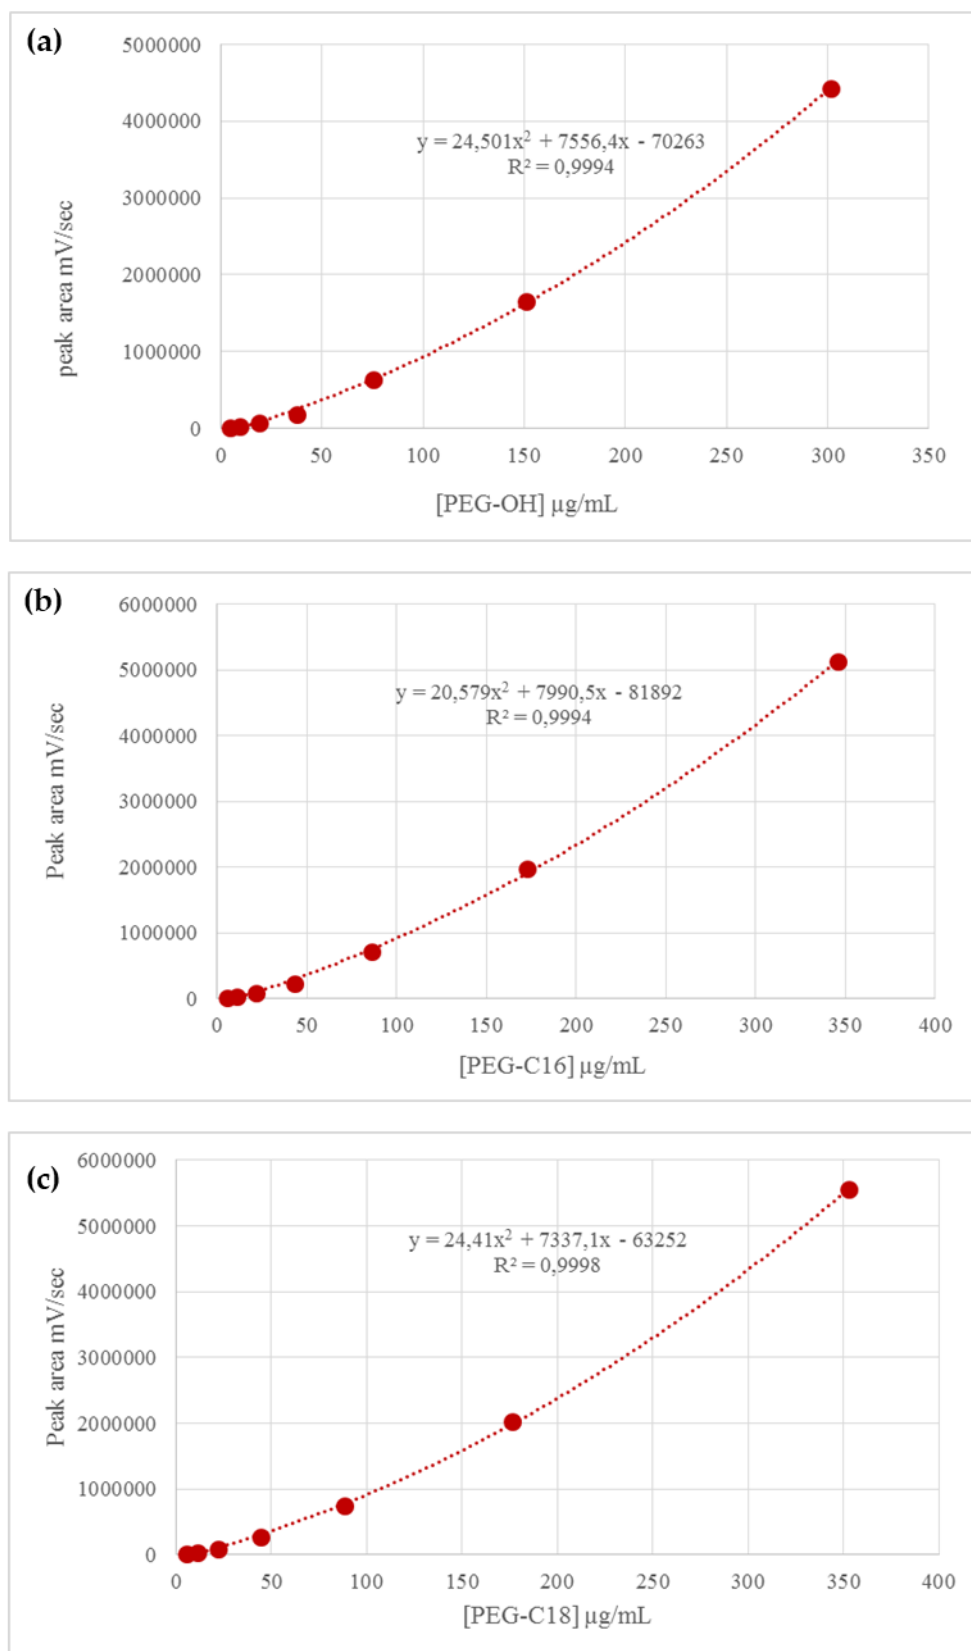 (a)
5000000
4000000
3000000
2000000
1000000
0
peak area mV/sec
y = 24,501x² + 7556,4x - 70263
R² = 0,9994
0 50 100 150 200 250 300 350
[PEG-OH] µg/mL
(b)
6000000
5000000
4000000
3000000
2000000
1000000
0
Peak area mV/sec
y = 20,579x² + 7990,5x - 81892
R² = 0,9994
0 50 100 150 200 250 300 350 400
[PEG-C16] µg/mL
(c)
6000000
5000000
4000000
3000000
2000000
1000000
0
Peak area mV/sec
y = 24,41x² + 7337,1x - 63252
R² = 0,9998
0 50 100 150 200 250 300 350 400
[PEG-C18] µg/mL